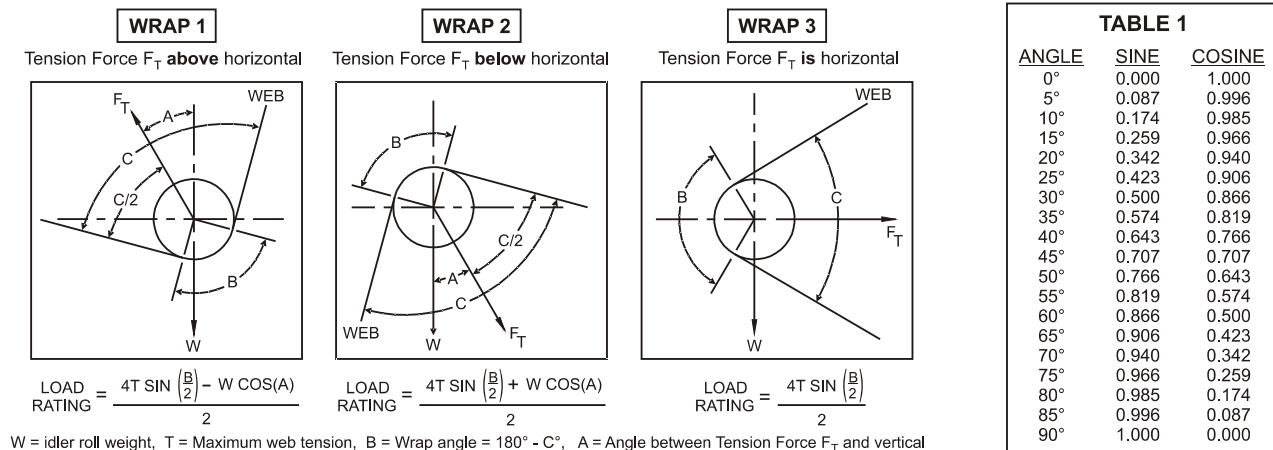 WRAP 1
Tension Force F_T above horizontal
F_T
A
WEB
C
C/2
B
W
LOAD RATING = (4T SIN (B/2) – W COS(A)) / 2
WRAP 2
Tension Force F_T below horizontal
B
C/2
A
C
WEB
F_T
W
LOAD RATING = (4T SIN (B/2) + W COS(A)) / 2
WRAP 3
Tension Force F_T is horizontal
WEB
B
C
F_T
W
LOAD RATING = 4T SIN (B/2) / 2
W = idler roll weight, T = Maximum web tension, B = Wrap angle = 180° - C°, A = Angle between Tension Force F_T and vertical
TABLE 1
ANGLE SINE COSINE
0° 0.000 1.000
5° 0.087 0.996
10° 0.174 0.985
15° 0.259 0.966
20° 0.342 0.940
25° 0.423 0.906
30° 0.500 0.866
35° 0.574 0.819
40° 0.643 0.766
45° 0.707 0.707
50° 0.766 0.643
55° 0.819 0.574
60° 0.866 0.500
65° 0.906 0.423
70° 0.940 0.342
75° 0.966 0.259
80° 0.985 0.174
85° 0.996 0.087
90° 1.000 0.000